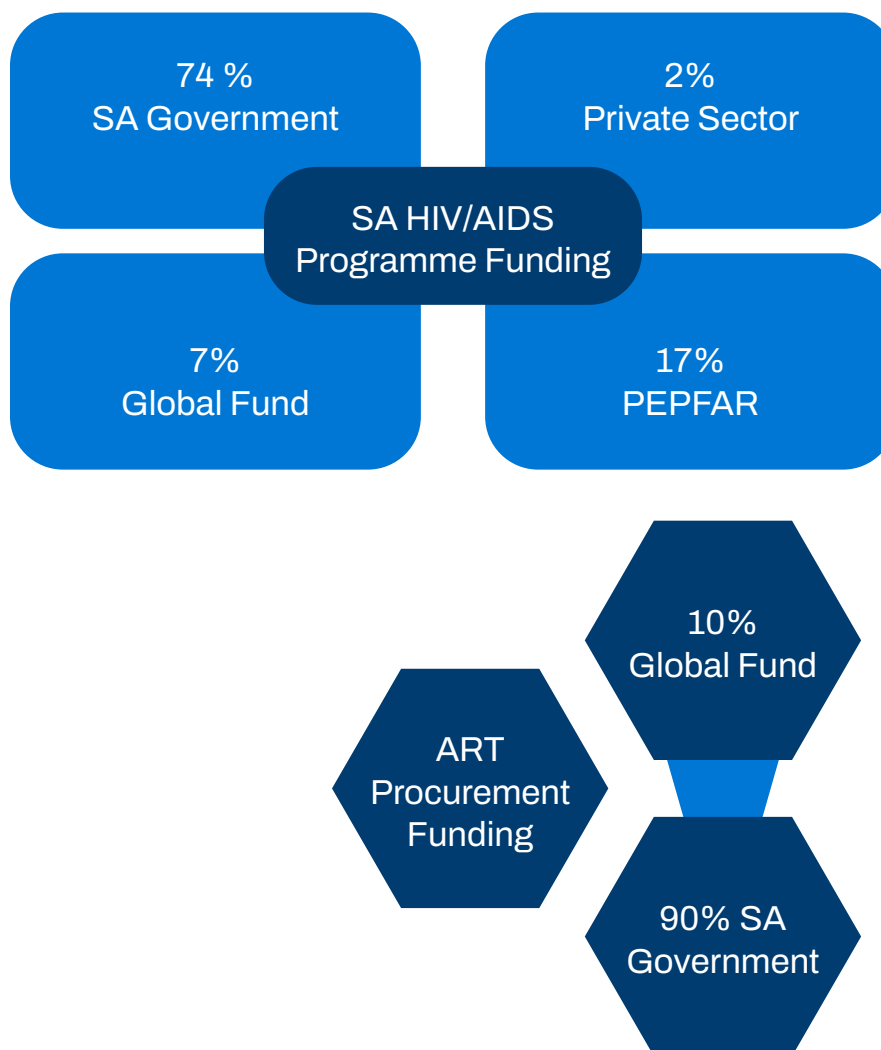 74 %
SA Government
2%
Private Sector
SA HIV/AIDS
Programme Funding
7%
Global Fund
17%
PEPFAR
10%
Global Fund
ART
Procurement
Funding
90% SA
Government